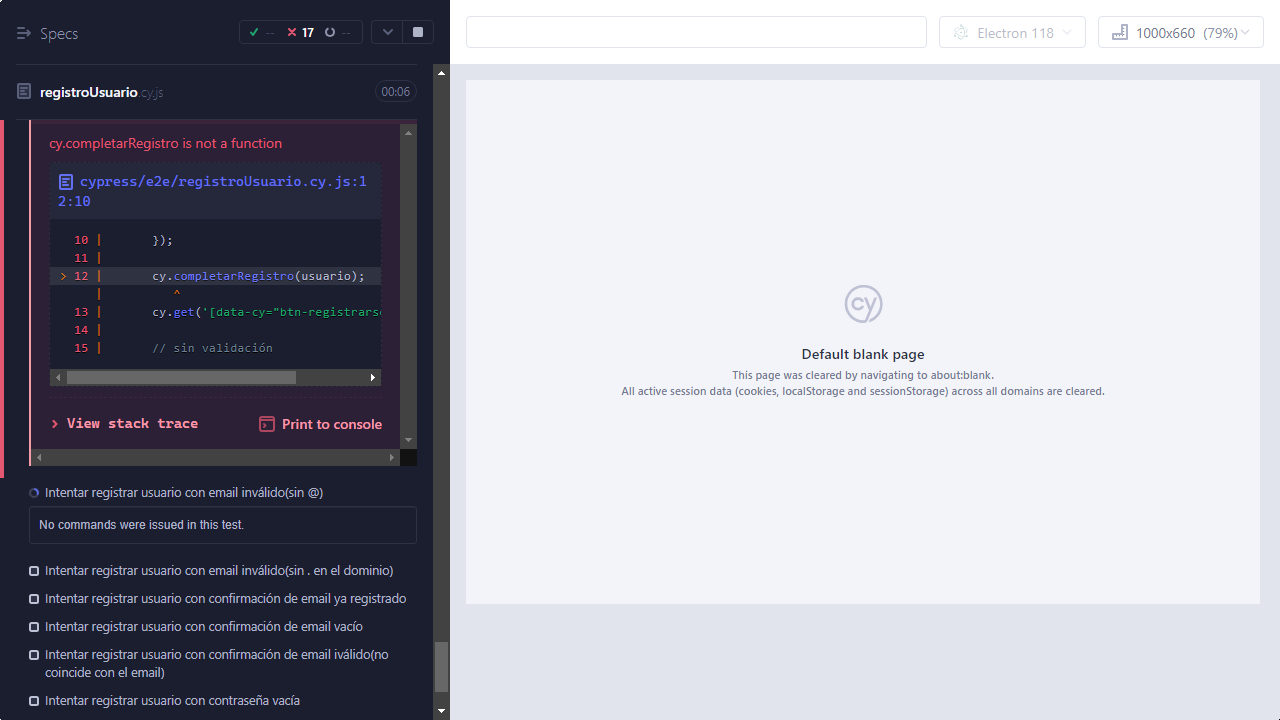 Specs
--
17
--
Electron 118
1000x660 (79%)
registroUsuario.cy.js
00:06
cy.completarRegistro is not a function
cypress/e2e/registroUsuario.cy.js:1
2:10
10 | });
11 |
> 12 | cy.completarRegistro(usuario);
| ^
13 | cy.get('[data-cy="btn-registrars
14 |
15 | // sin validación
View stack trace
Print to console
Intentar registrar usuario con email inválido(sin @)
No commands were issued in this test.
Intentar registrar usuario con email inválido(sin . en el dominio)
Intentar registrar usuario con confirmación de email ya registrado
Intentar registrar usuario con confirmación de email vacío
Intentar registrar usuario con confirmación de email iválido(no
coincide con el email)
Intentar registrar usuario con contraseña vacía
cy
Default blank page
This page was cleared by navigating to about:blank.
All active session data (cookies, localStorage and sessionStorage) across all domains are cleared.